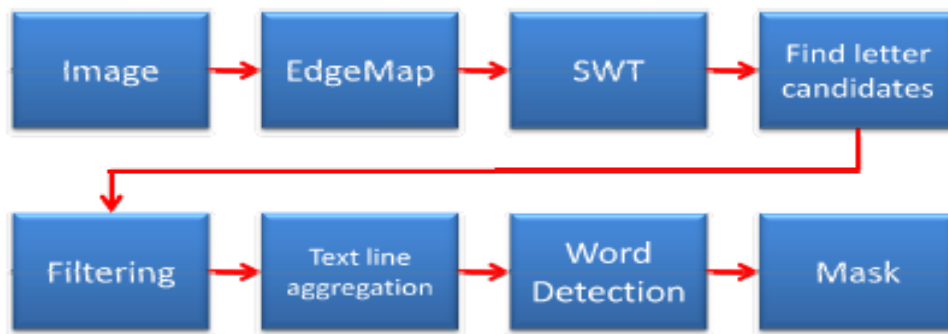 Image
EdgeMap
SWT
Find letter
candidates
Filtering
Text line
aggregation
Word
Detection
Mask